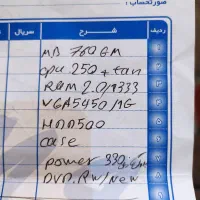 صورتحساب:
ردیف شرح سریال
MB 760 GM
cpu 250 + fan
RAM 2.0/1333
VGA 5450/1G
HDD 500
case
power 330
DVD.RW/New